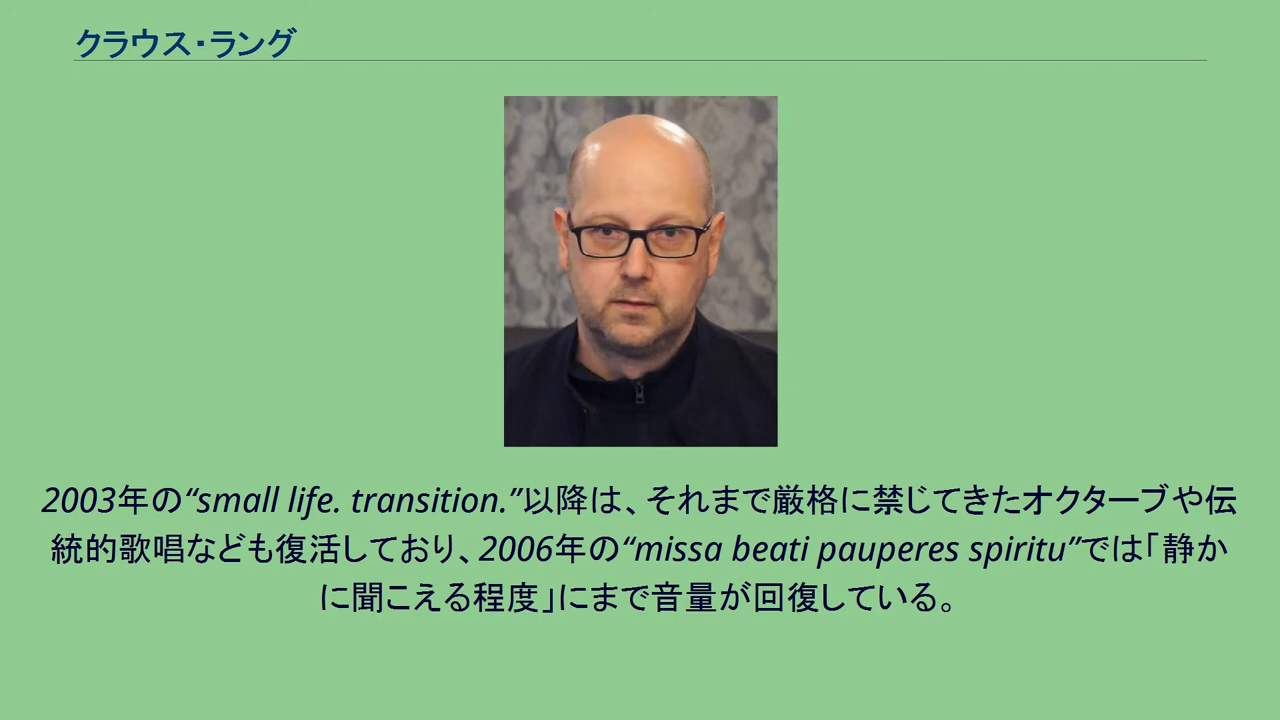 クラウス・ラング
2003年の“small life. transition.”以降は、それまで厳格に禁じてきたオクターブや伝
統的歌唱なども復活しており、2006年の“missa beati pauperes spiritu”では「静か
に聞こえる程度」にまで音量が回復している。